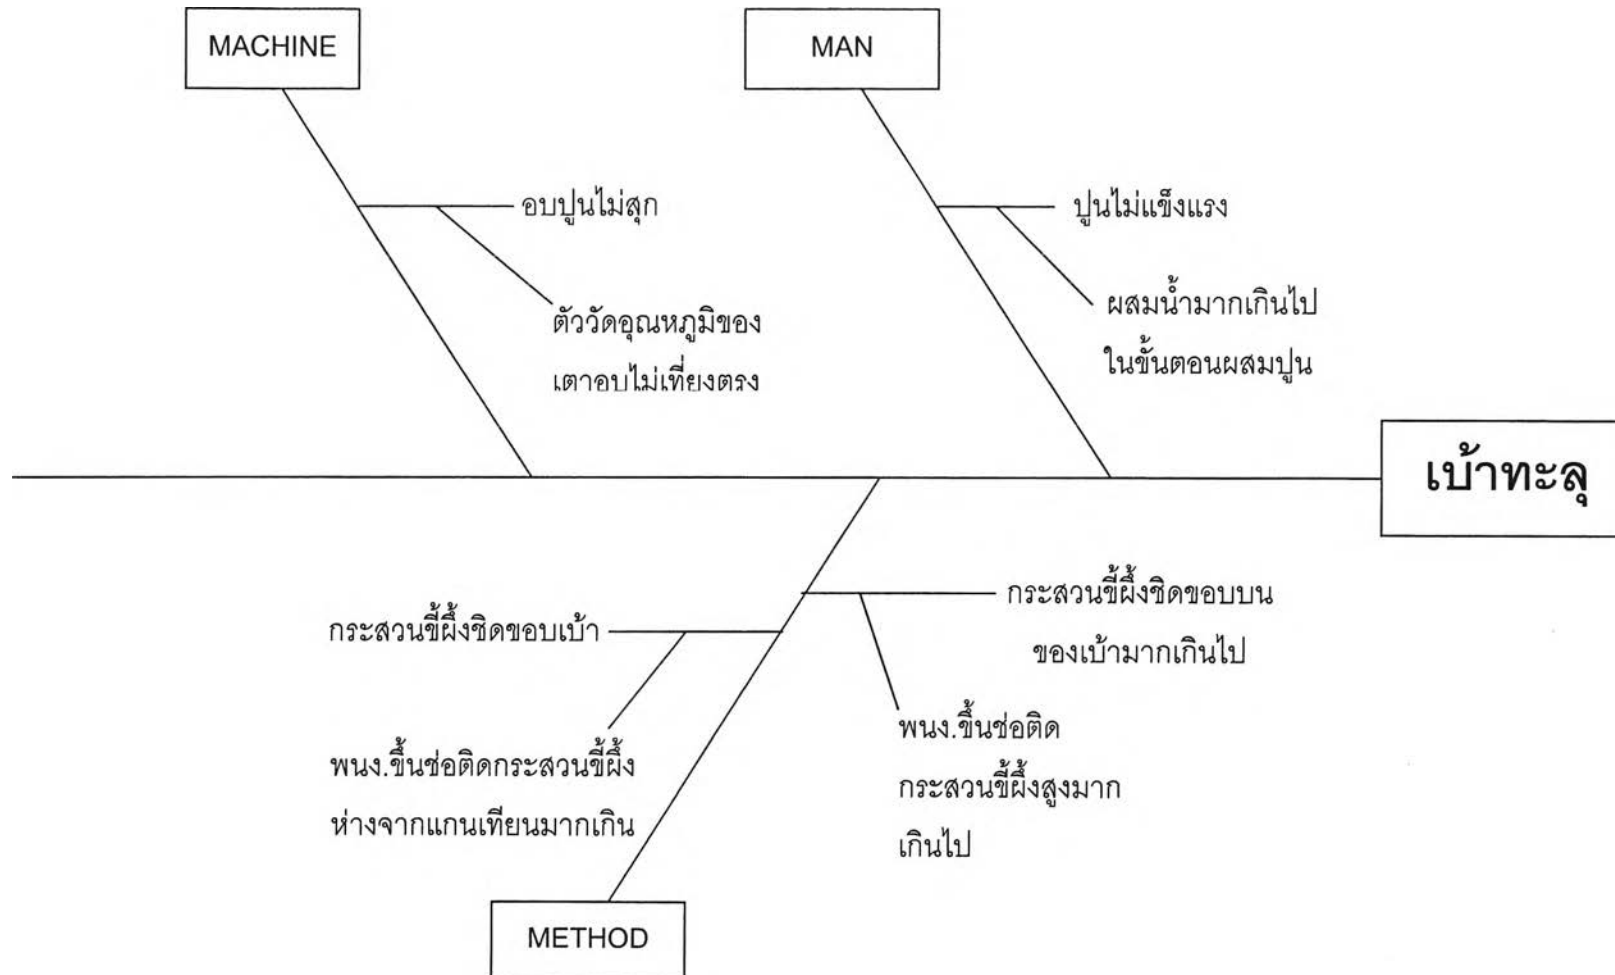 MACHINE
MAN
อบปูนไม่สุก
ตัววัดอุณหภูมิของ
เตาอบไม่เที่ยงตรง
ปูนไม่แข็งแรง
ผสมน้ำมากเกินไป
ในขั้นตอนผสมปูน
เบ้าทะลุ
กระสวนขี้ผึ้งชิดขอบเบ้า
พนง.ขึ้นช่อติดกระสวนขี้ผึ้ง
ห่างจากแกนเทียนมากเกิน
กระสวนขี้ผึ้งชิดขอบบน
ของเบ้ามากเกินไป
พนง.ขึ้นช่อติด
กระสวนขี้ผึ้งสูงมาก
เกินไป
METHOD